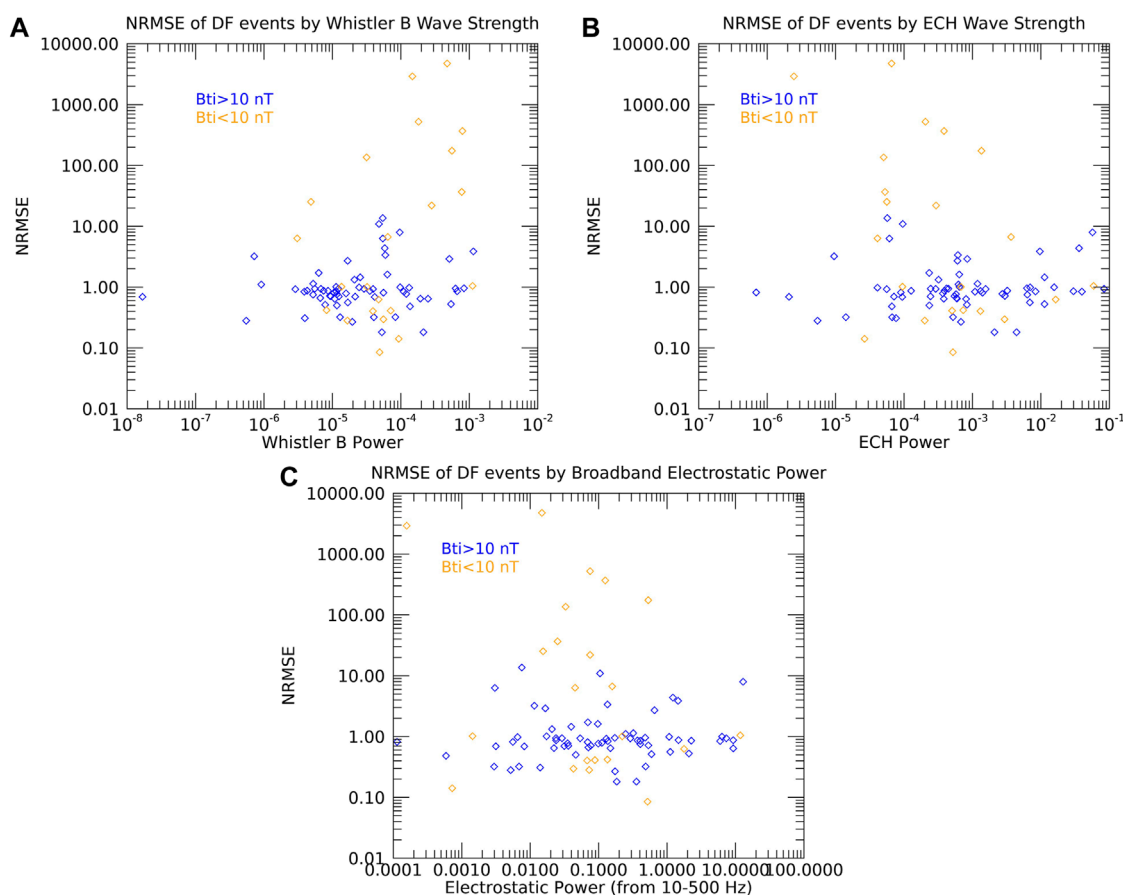 A
NRMSE of DF events by Whistler B Wave Strength
10000.00
1000.00
100.00
10.00
1.00
0.10
0.01
NRMSE
Bti>10 nT
Bti<10 nT
10-8 10-7 10-6 10-5 10-4 10-3 10-2
Whistler B Power
B
NRMSE of DF events by ECH Wave Strength
10000.00
1000.00
100.00
10.00
1.00
0.10
0.01
NRMSE
Bti>10 nT
Bti<10 nT
10-7 10-6 10-5 10-4 10-3 10-2 10-1
ECH Power
C
NRMSE of DF events by Broadband Electrostatic Power
10000.00
1000.00
100.00
10.00
1.00
0.10
0.01
NRMSE
Bti>10 nT
Bti<10 nT
0.0001 0.0010 0.0100 0.1000 1.0000 10.0000 100.0000
Electrostatic Power (from 10-500 Hz)